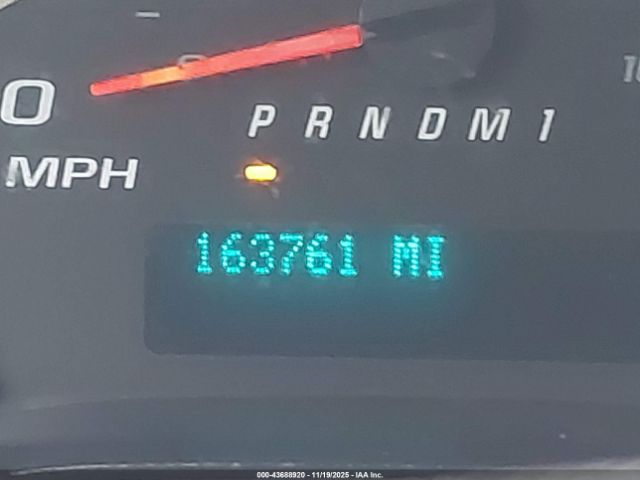 0
P R N D M 1
MPH
163761 MI
000-43688920 - 11/19/2025 - IAA Inc.